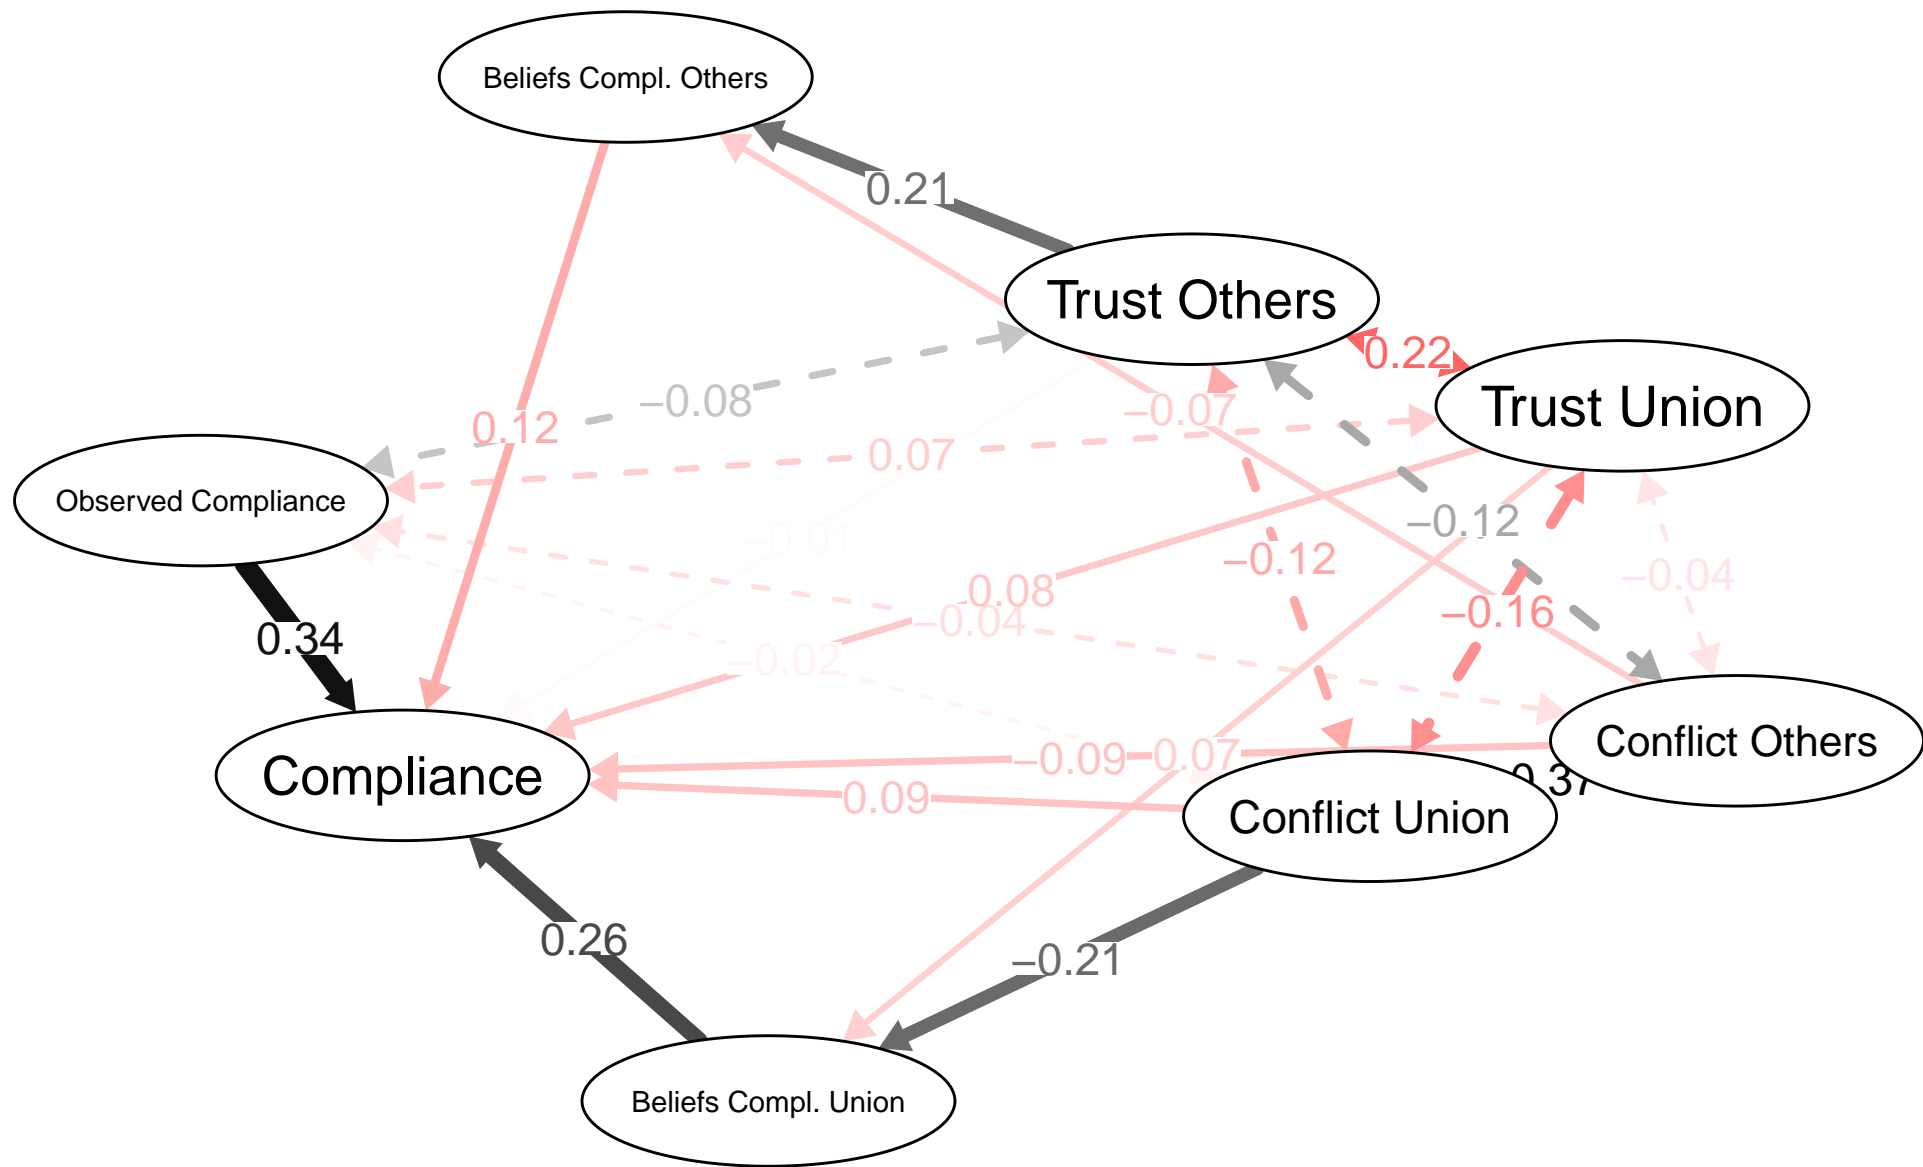 Beliefs Compl. Others
0.21
Trust Others
0.22
Trust Union
−0.08
−0.07
0.12
0.07
Observed Compliance
−0.12
−0.01
−0.12
−0.04
0.08
−0.04
−0.16
0.34
−0.02
Conflict Others
−0.09
0.07
Compliance
0.37
0.09
Conflict Union
0.26
−0.21
Beliefs Compl. Union